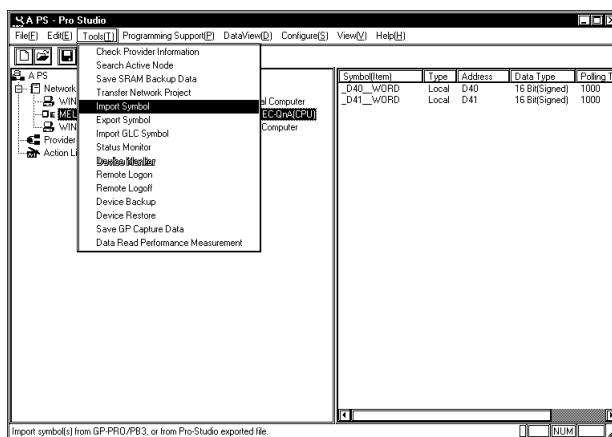 A PS - Pro Studio
File(F) Edit(E) Tools(T) Programming Support(P) DataView(D) Configure(S) View(V) Help(H)
Check Provider Information
Search Active Node
Save SRAM Backup Data
Transfer Network Project
Import Symbol
Export Symbol
Import GLC Symbol
Status Monitor
Device Monitor
Remote Logon
Remote Logoff
Device Backup
Device Restore
Save GP Capture Data
Data Read Performance Measurement
A PS
Network
WIN al Computer
MEL EC-QnA(CPU)
WIN Computer
Provider
Action Li
Symbol(Item) Type Address Data Type Polling T
_D40__WORD Local D40 16 Bit(Signed) 1000
_D41__WORD Local D41 16 Bit(Signed) 1000
Import symbol(s) from GP-PRO/PB3, or from Pro-Studio exported file.
NUM